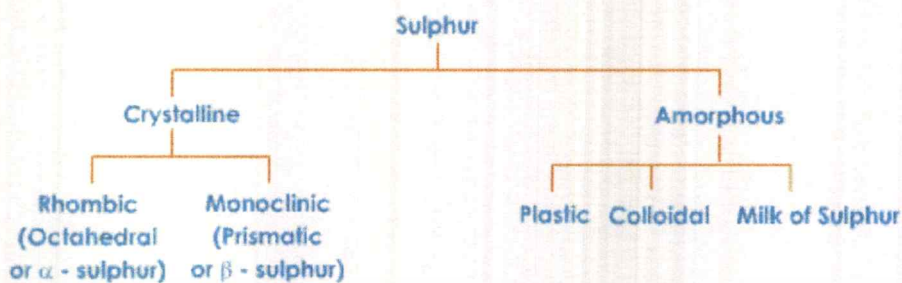 Sulphur
Crystalline
Amorphous
Rhombic
(Octahedral
or α - sulphur)
Monoclinic
(Prismatic
or β - sulphur)
Plastic
Colloidal
Milk of Sulphur